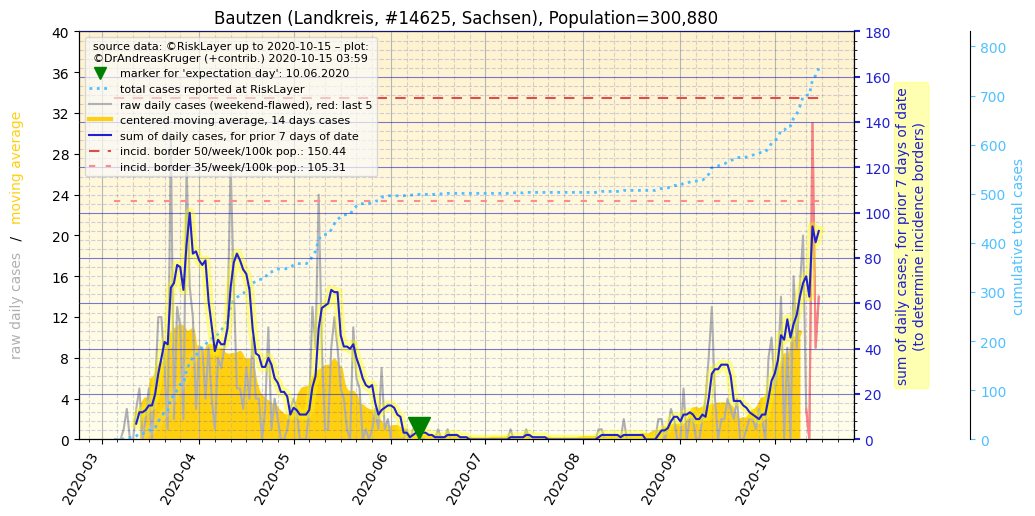 Bautzen (Landkreis, #14625, Sachsen), Population=300,880
source data: ©RiskLayer up to 2020-10-15 – plot:
©DrAndreasKruger (+contrib.) 2020-10-15 03:59
marker for 'expectation day': 10.06.2020
total cases reported at RiskLayer
raw daily cases (weekend-flawed), red: last 5
centered moving average, 14 days cases
sum of daily cases, for prior 7 days of date
incid. border 50/week/100k pop.: 150.44
incid. border 35/week/100k pop.: 105.31
raw daily cases / moving average
40
36
32
28
24
20
16
12
8
4
0
180
160
140
120
100
80
60
40
20
0
sum of daily cases, for prior 7 days of date
(to determine incidence borders)
800
700
600
500
400
300
200
100
0
cumulative total cases
2020-03
2020-04
2020-05
2020-06
2020-07
2020-08
2020-09
2020-10